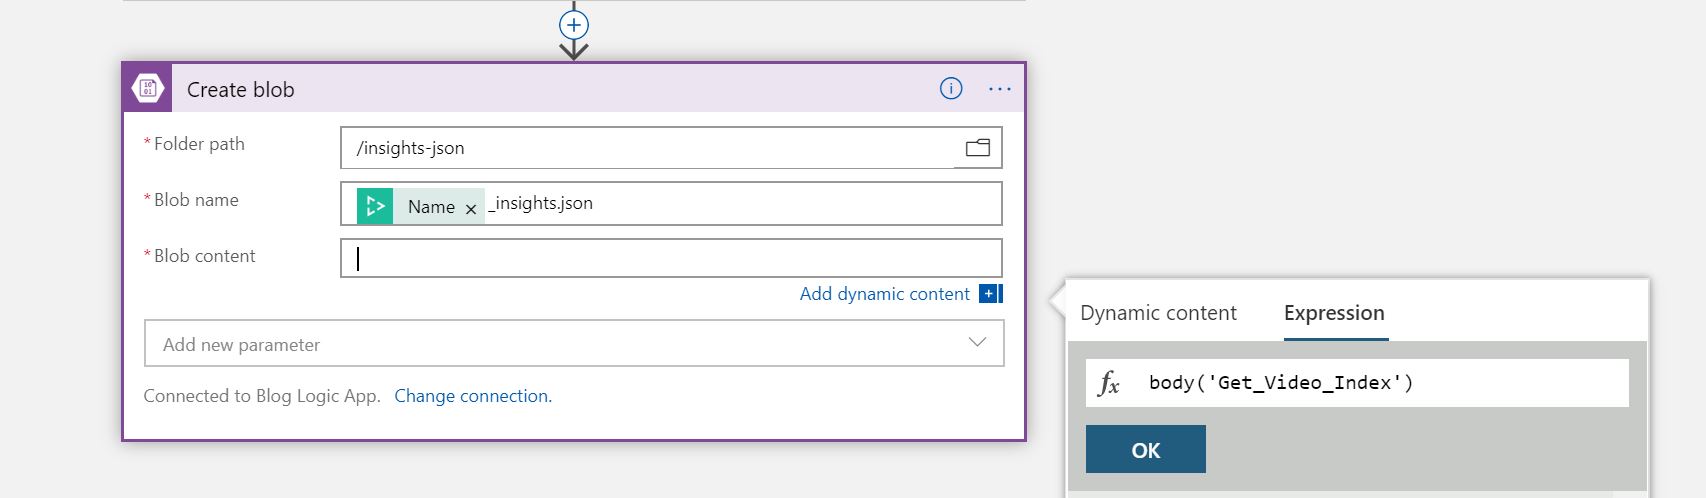 Create blob
* Folder path
/insights-json
* Blob name
Name × _insights.json
* Blob content
Add dynamic content
Add new parameter
Connected to Blog Logic App. Change connection.
Dynamic content Expression
fx body('Get_Video_Index')
OK